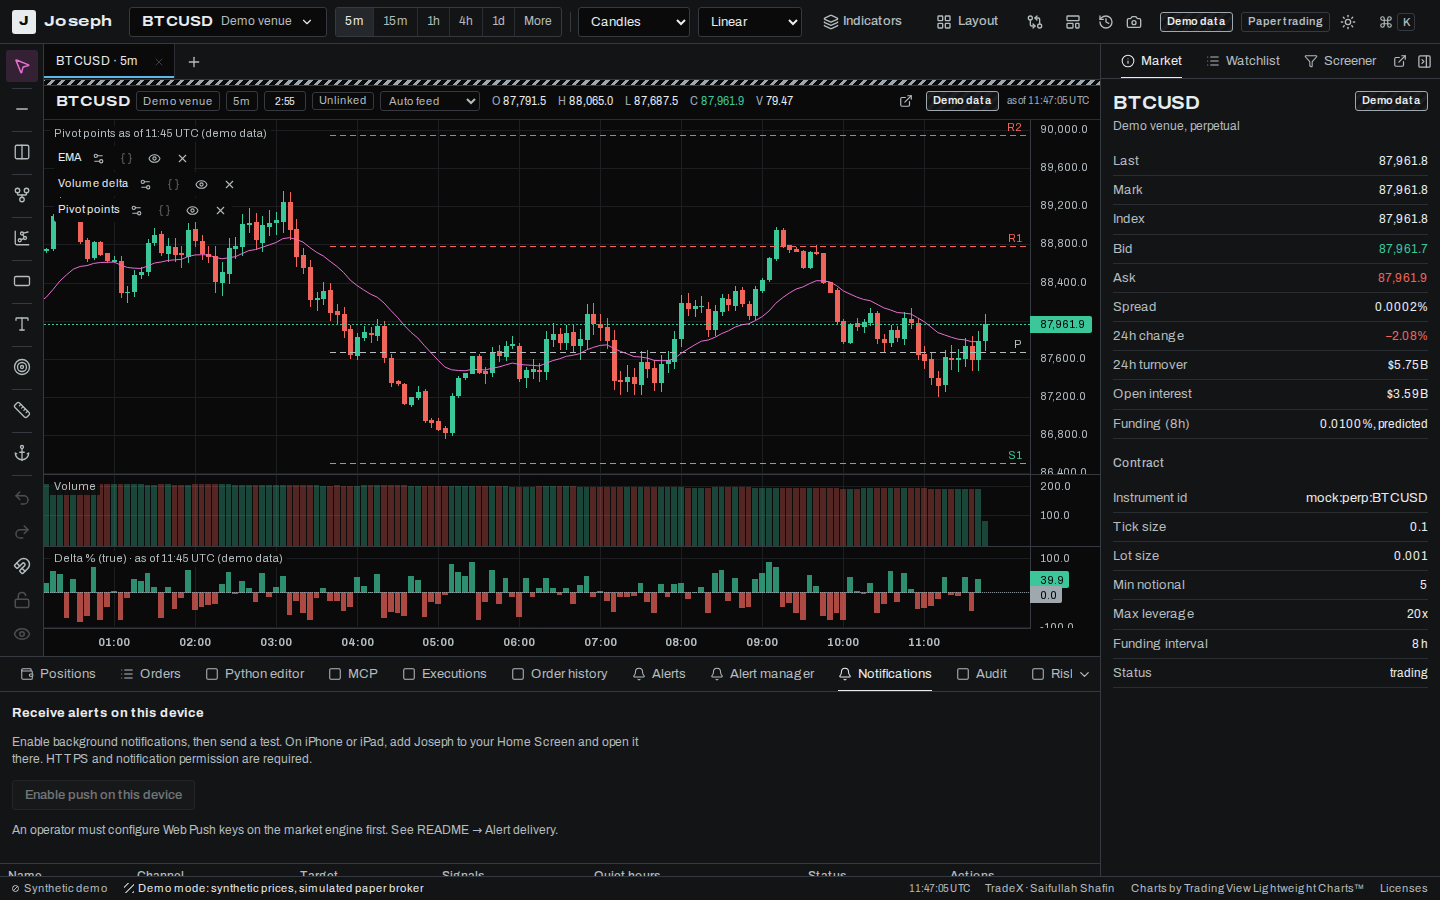 J Joseph BTCUSD Demo venue 5m 15m 1h 4h 1d More Candles Linear Indicators Layout Demo data Paper trading ⌘ K
BTCUSD · 5m
Market Watchlist Screener
BTCUSD Demo venue 5m 2:55 Unlinked Auto feed O 87,791.5 H 88,065.0 L 87,687.5 C 87,961.9 V 79.47 Demo data as of 11:47:05 UTC
Pivot points as of 11:45 UTC (demo data)
EMA { }
Volume delta { }
Pivot points { }
R2
R1
P
S1
90,000.0
89,600.0
89,200.0
88,800.0
88,400.0
87,961.9
87,600.0
87,200.0
86,800.0
86,400.0
Volume
200.0
100.0
Delta % (true) · as of 11:45 UTC (demo data)
100.0
39.9
0.0
-100.0
01:00 02:00 03:00 04:00 05:00 06:00 07:00 08:00 09:00 10:00 11:00
BTCUSD Demo data
Demo venue, perpetual
Last 87,961.8
Mark 87,961.8
Index 87,961.8
Bid 87,961.7
Ask 87,961.9
Spread 0.0002%
24h change −2.08%
24h turnover $5.75B
Open interest $3.59B
Funding (8h) 0.0100%, predicted
Contract
Instrument id mock:perp:BTCUSD
Tick size 0.1
Lot size 0.001
Min notional 5
Max leverage 20x
Funding interval 8h
Status trading
Positions Orders Python editor MCP Executions Order history Alerts Alert manager Notifications Audit Risk
Receive alerts on this device
Enable background notifications, then send a test. On iPhone or iPad, add Joseph to your Home Screen and open it
there. HTTPS and notification permission are required.
Enable push on this device
An operator must configure Web Push keys on the market engine first. See README → Alert delivery.
Name Channel Target Signals Quiet hours Status Actions
Synthetic demo Demo mode: synthetic prices, simulated paper broker 11:47:05 UTC TradeX · Saifullah Shafin Charts by TradingView Lightweight Charts™ Licenses